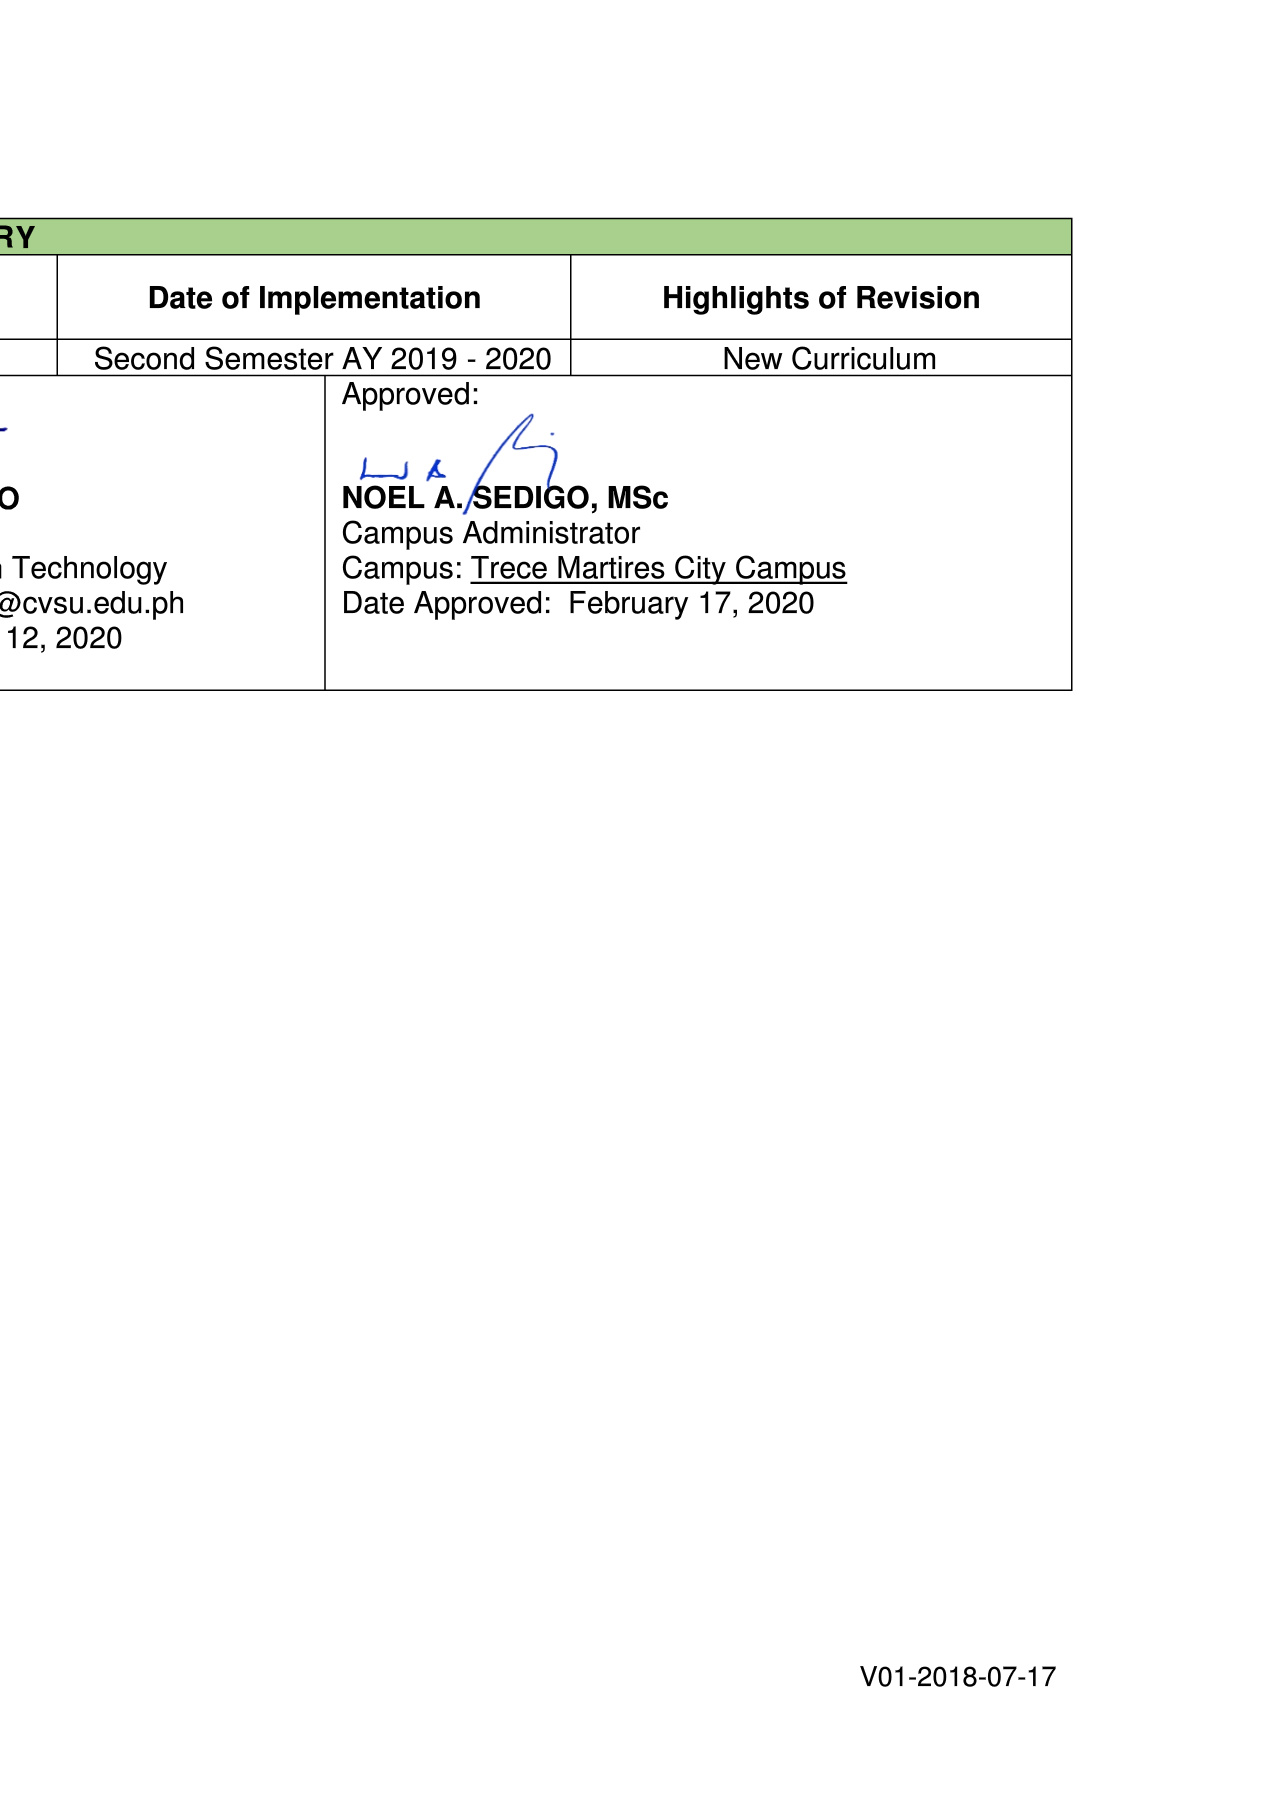 RY
Date of Implementation
Highlights of Revision
Second Semester AY 2019 - 2020
New Curriculum
O
Technology
@cvsu.edu.ph
12, 2020
Approved:
NOEL A. SEDIGO, MSc
Campus Administrator
Campus: Trece Martires City Campus
Date Approved: February 17, 2020
V01-2018-07-17